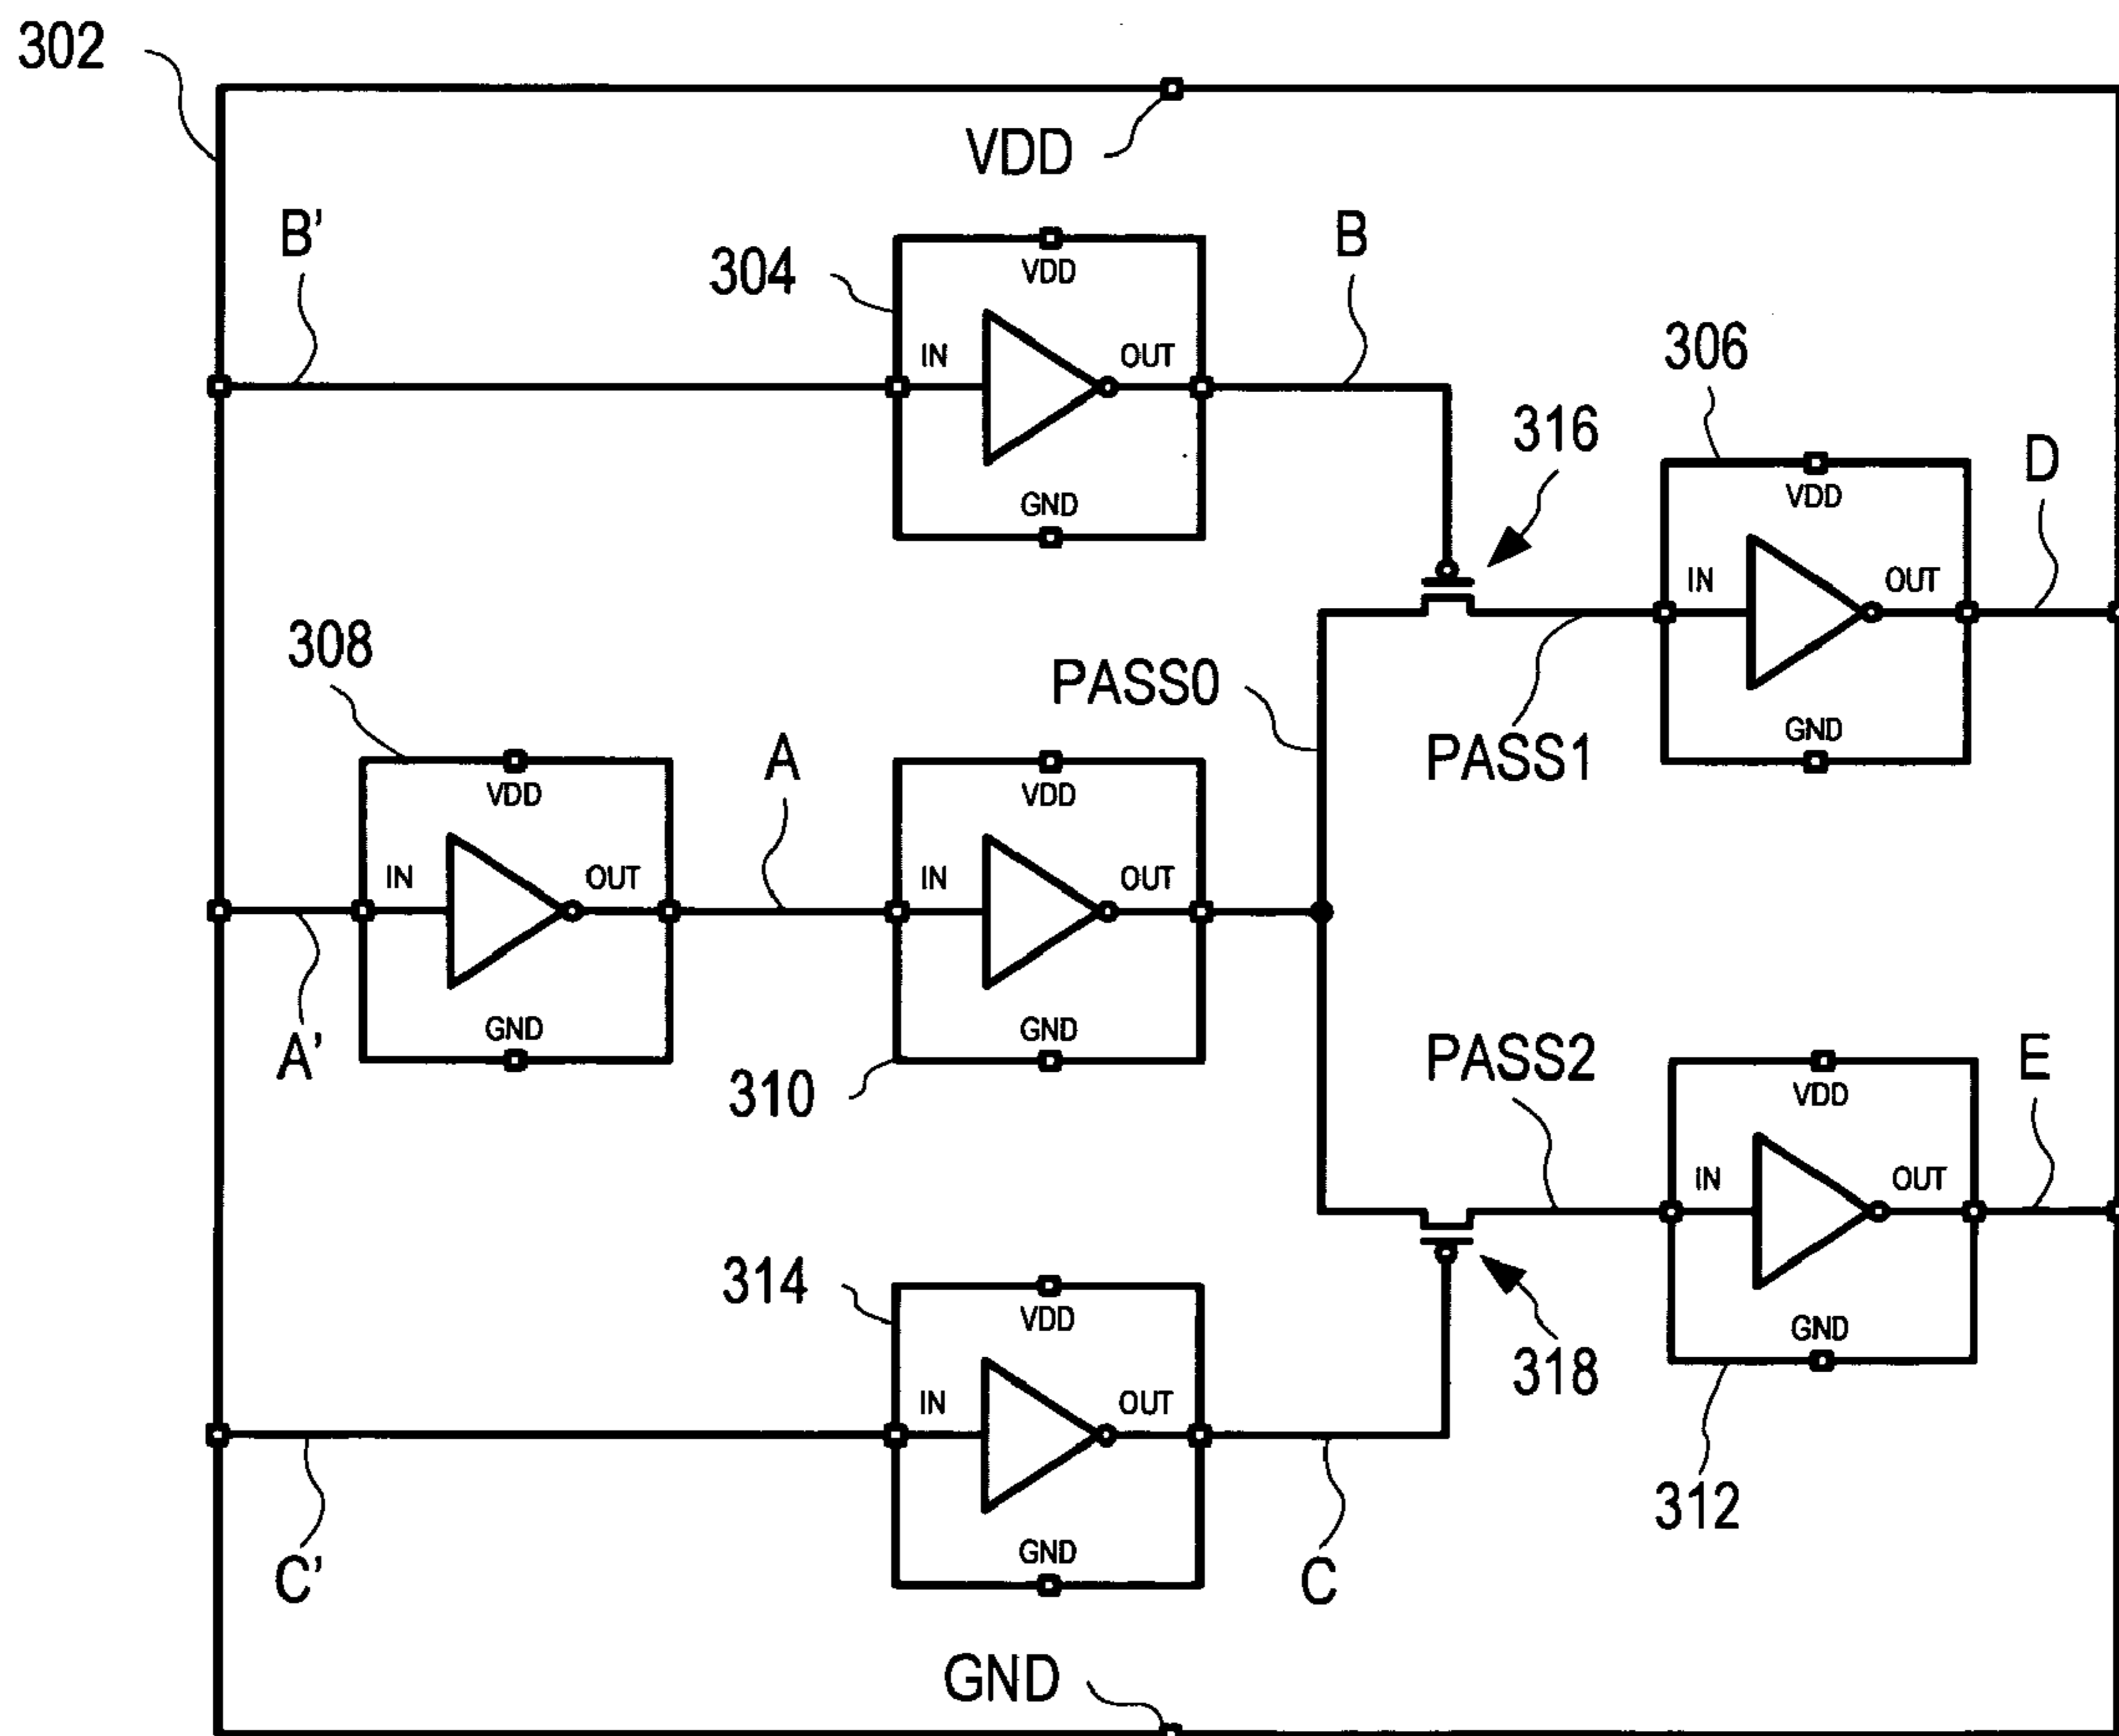 302
VDD
B'
304
VDD
IN
OUT
GND
B
316
306
VDD
IN
OUT
GND
D
308
VDD
IN
OUT
GND
A
A'
VDD
IN
OUT
GND
310
PASS0
PASS1
PASS2
VDD
IN
OUT
GND
E
318
312
314
VDD
IN
OUT
GND
C'
C
GND